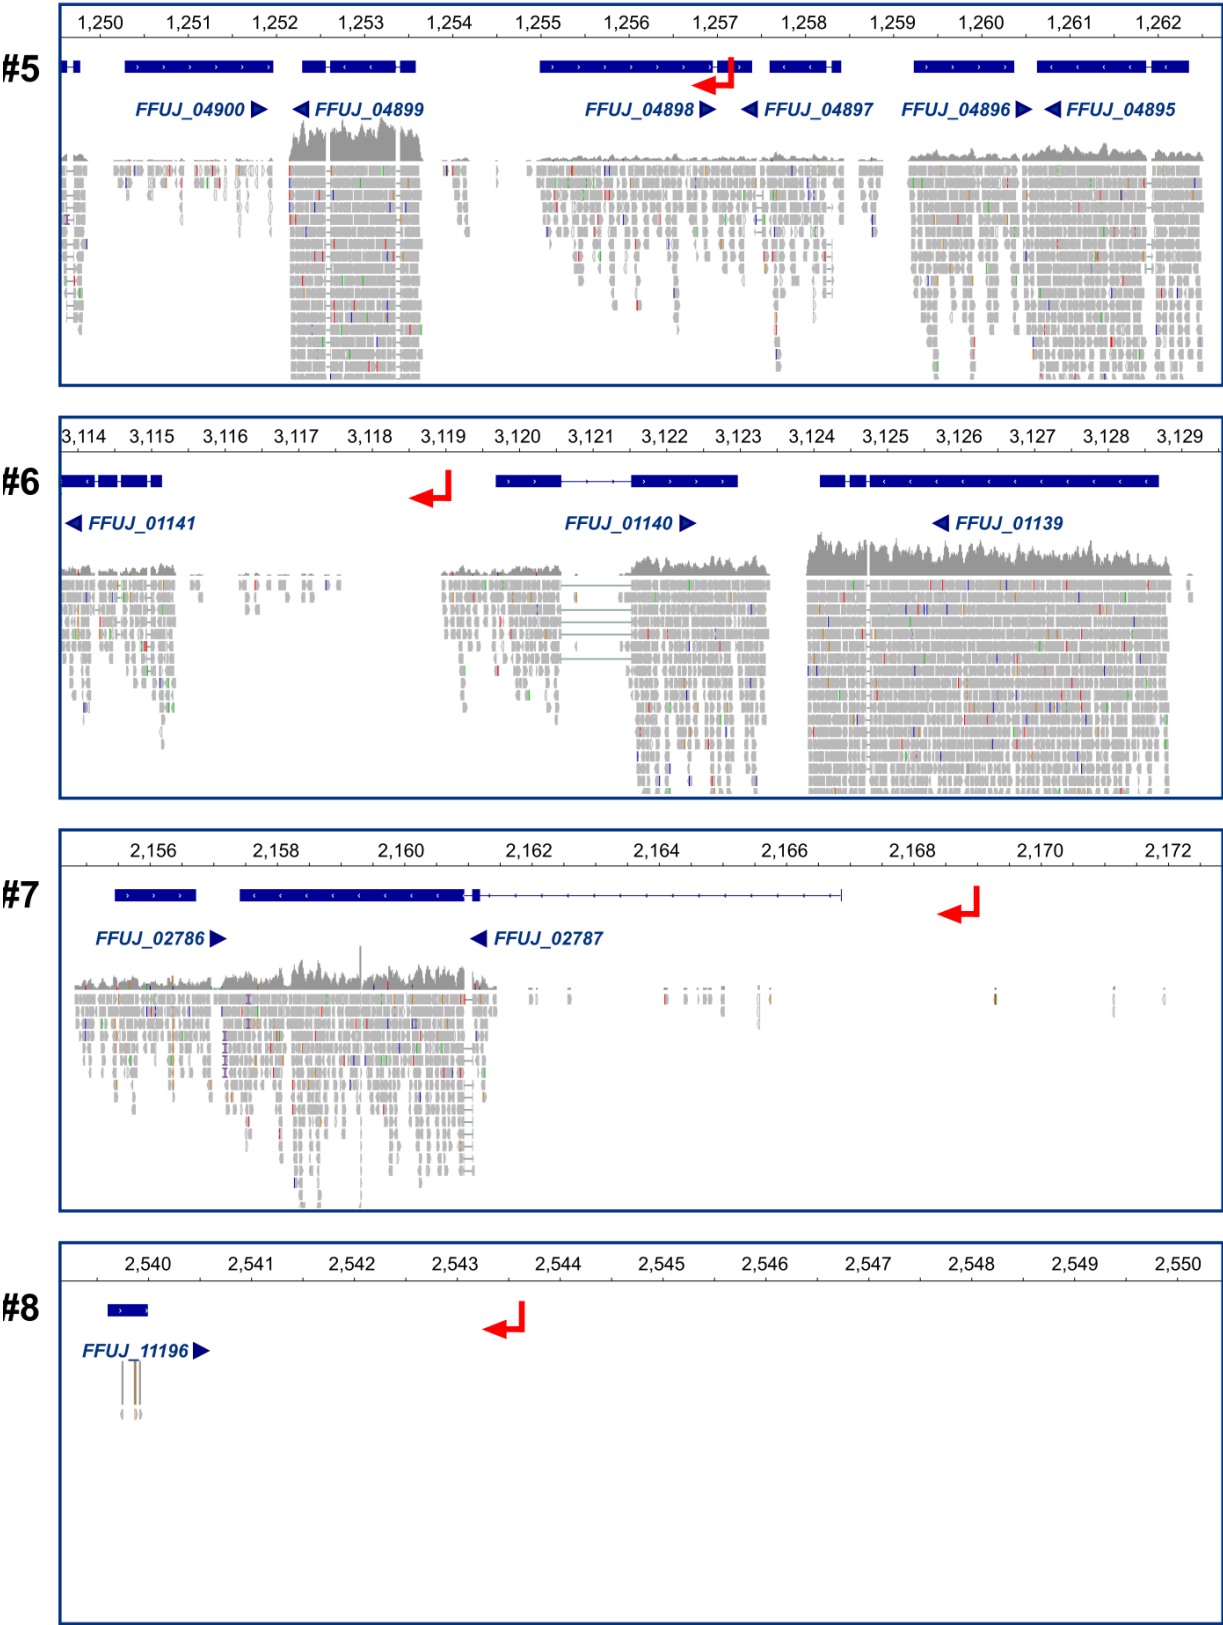 1,250 1,251 1,252 1,253 1,254 1,255 1,256 1,257 1,258 1,259 1,260 1,261 1,262
#5
FFUJ_04900 FFUJ_04899 FFUJ_04898 FFUJ_04897 FFUJ_04896 FFUJ_04895
3,114 3,115 3,116 3,117 3,118 3,119 3,120 3,121 3,122 3,123 3,124 3,125 3,126 3,127 3,128 3,129
#6
FFUJ_01141 FFUJ_01140 FFUJ_01139
2,156 2,158 2,160 2,162 2,164 2,166 2,168 2,170 2,172
#7
FFUJ_02786 FFUJ_02787
2,540 2,541 2,542 2,543 2,544 2,545 2,546 2,547 2,548 2,549 2,550
#8
FFUJ_11196